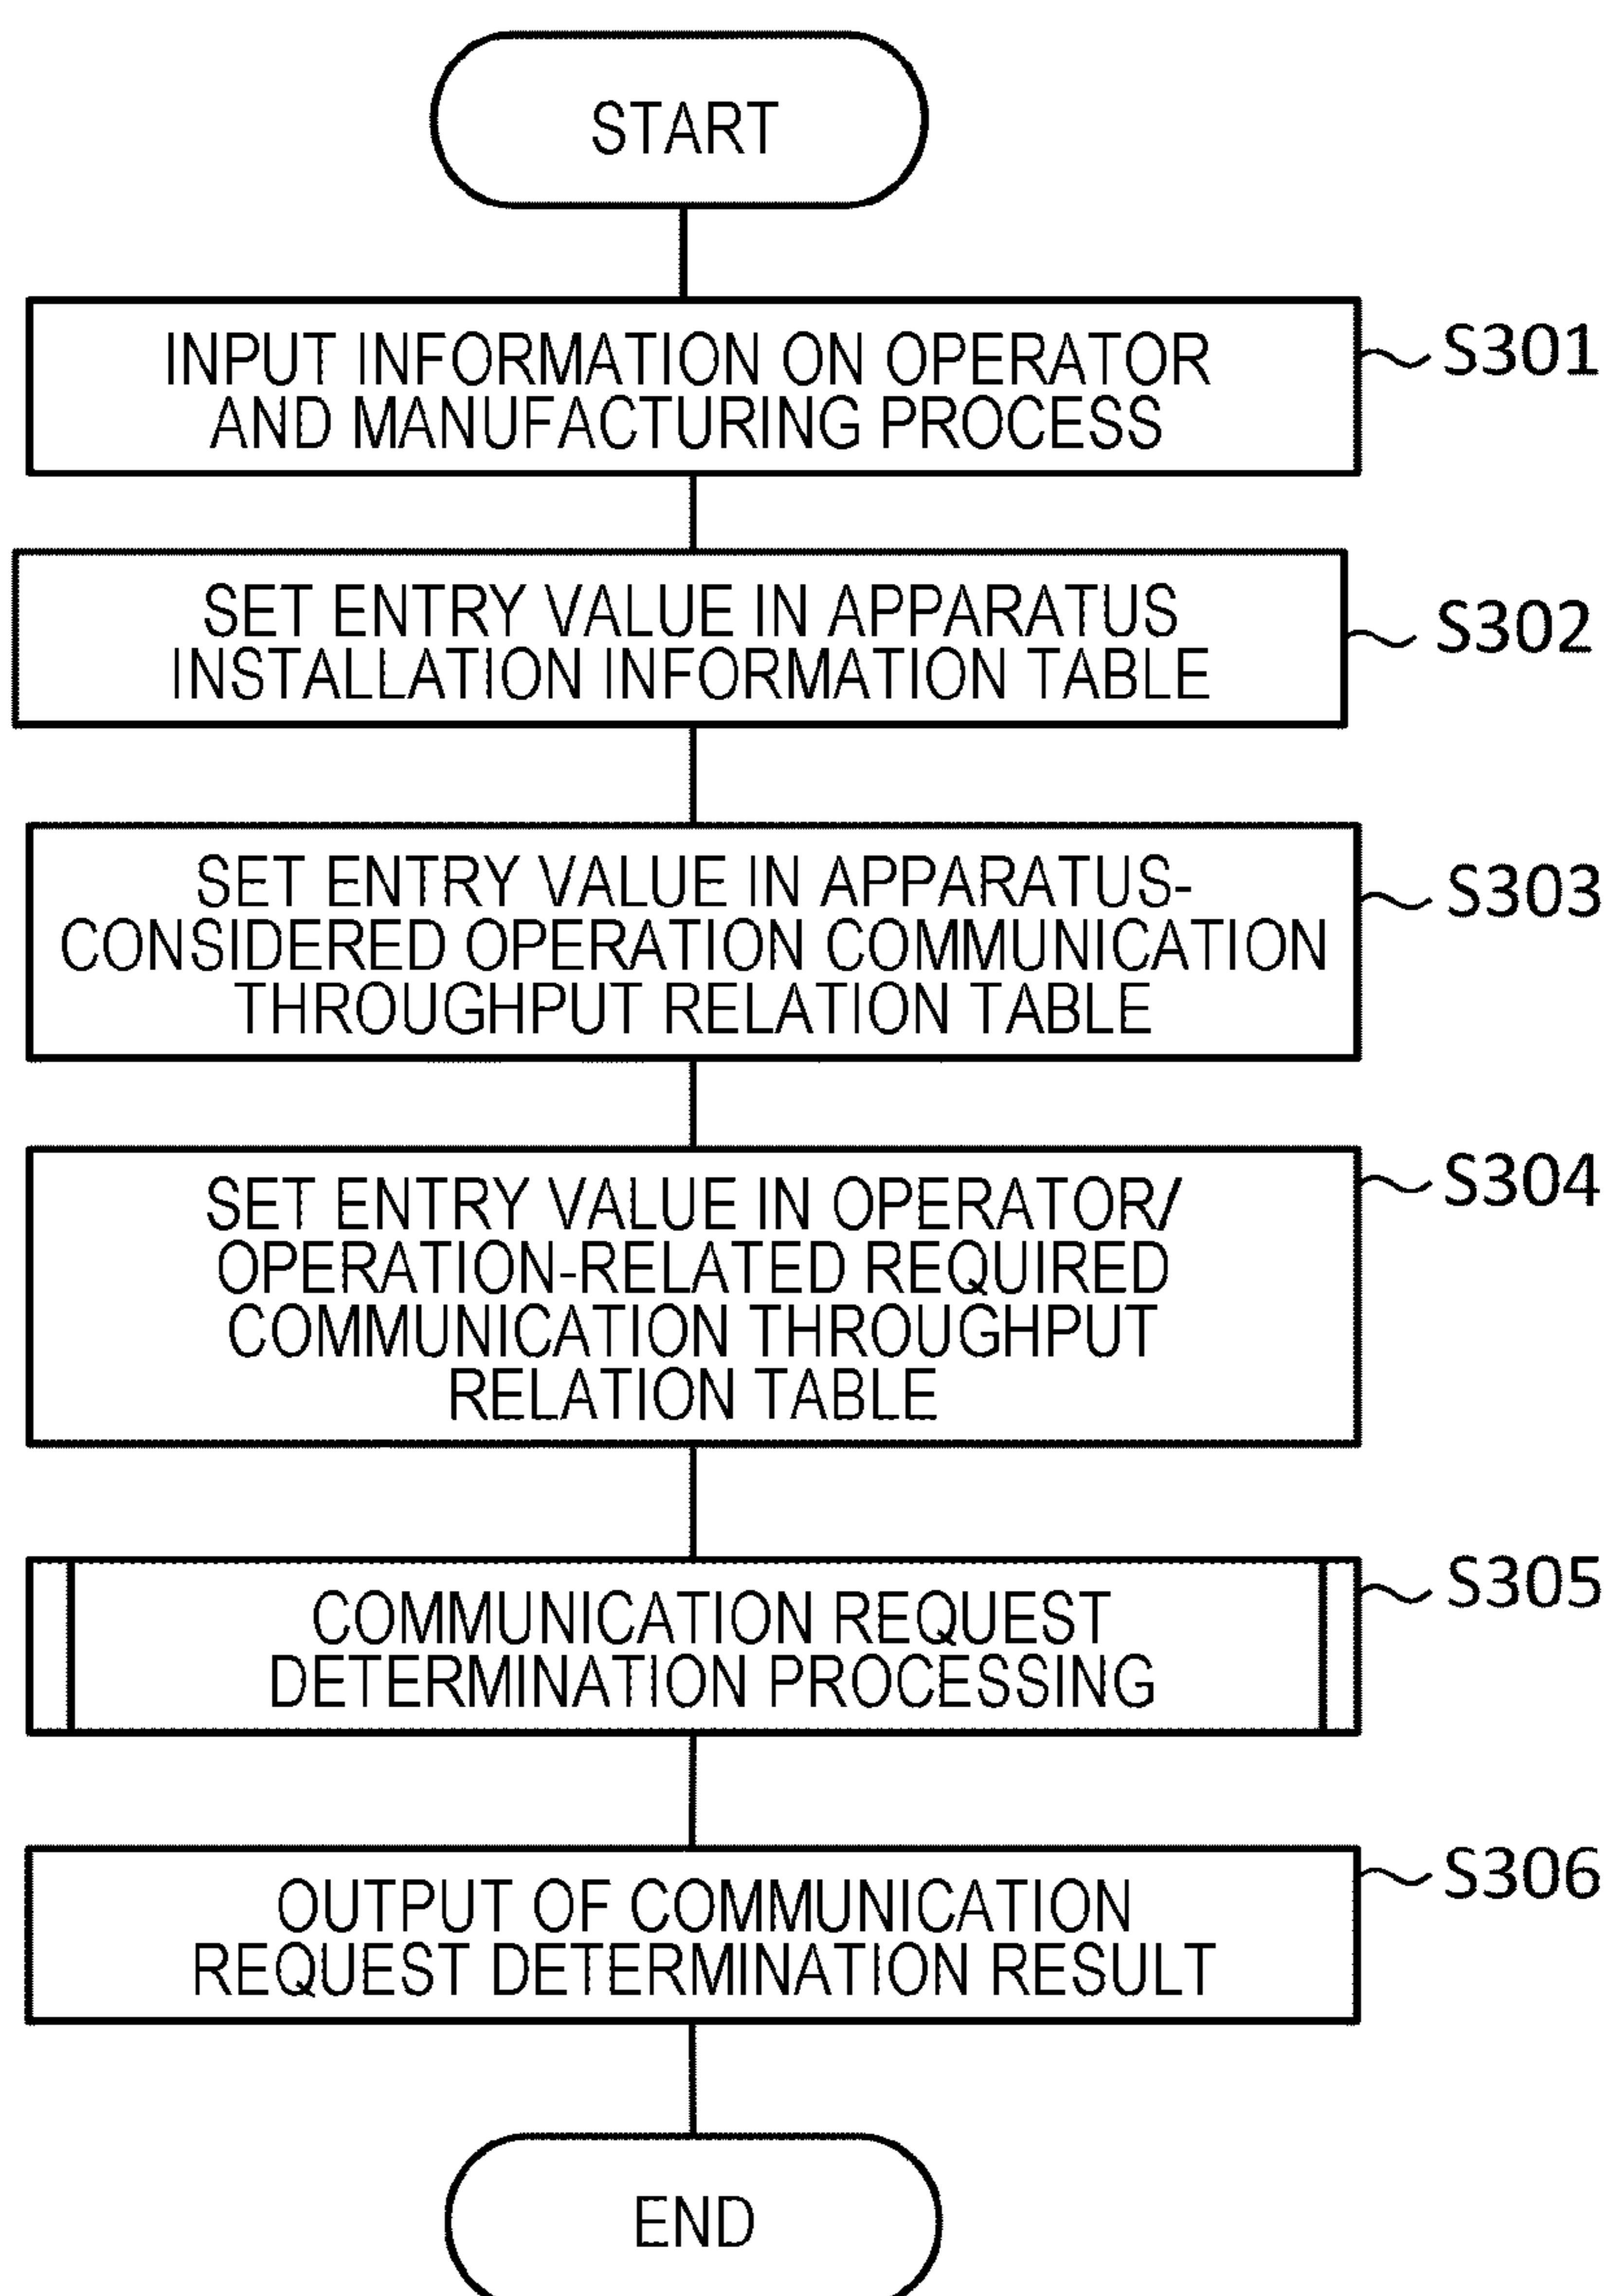 START
INPUT INFORMATION ON OPERATOR
AND MANUFACTURING PROCESS
S301
SET ENTRY VALUE IN APPARATUS
INSTALLATION INFORMATION TABLE
S302
SET ENTRY VALUE IN APPARATUS-
CONSIDERED OPERATION COMMUNICATION
THROUGHPUT RELATION TABLE
S303
SET ENTRY VALUE IN OPERATOR/
OPERATION-RELATED REQUIRED
COMMUNICATION THROUGHPUT
RELATION TABLE
S304
COMMUNICATION REQUEST
DETERMINATION PROCESSING
S305
OUTPUT OF COMMUNICATION
REQUEST DETERMINATION RESULT
S306
END